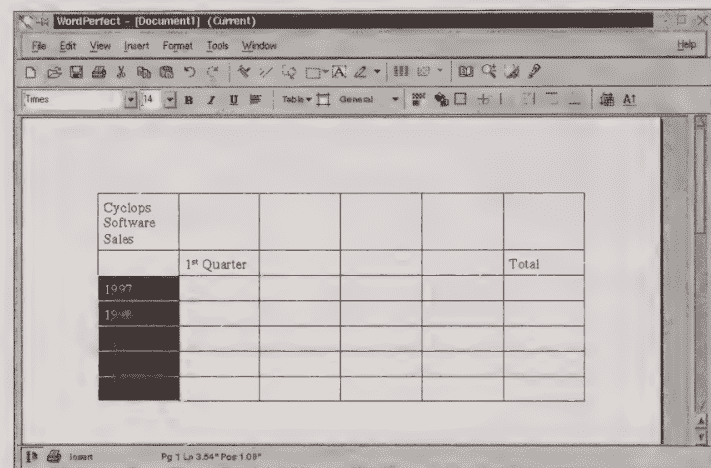 WordPerfect - [Document1] (Current)
File Edit View Insert Format Tools Window Help
Times 14 B I U Table General
Cyclops
Software
Sales
1st Quarter Total
1997
1998
Insert Pg 1 Ln 3.54" Pos 1.08"